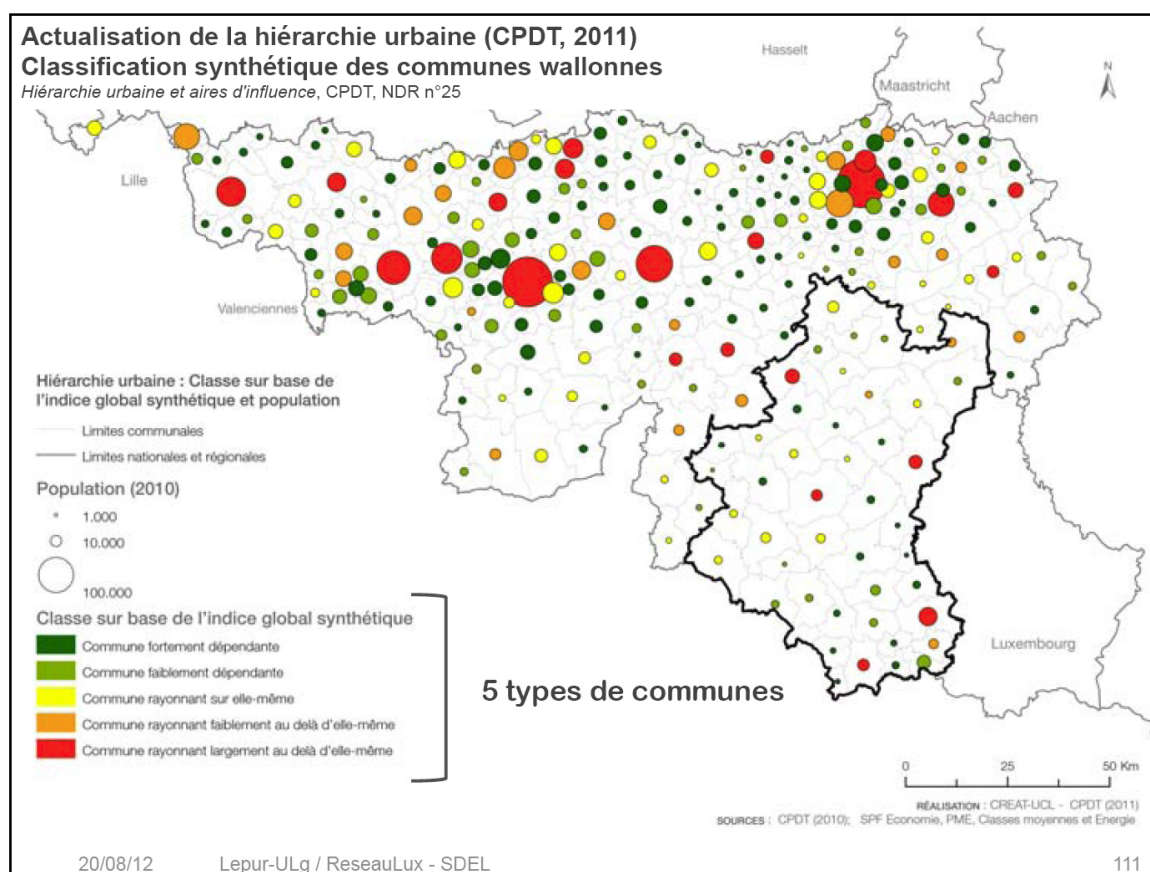 Actualisation de la hiérarchie urbaine (CPDT, 2011)
Classification synthétique des communes wallonnes
Hiérarchie urbaine et aires d'influence, CPDT, NDR n°25
Hasselt
Maastricht
Aachen
N
Lille
Valenciennes
Luxembourg
Hiérarchie urbaine : Classe sur base de
l'indice global synthétique et population
Limites communales
Limites nationales et régionales
Population (2010)
1.000
10.000
100.000
Classe sur base de l'indice global synthétique
Commune fortement dépendante
Commune faiblement dépendante
Commune rayonnant sur elle-même
Commune rayonnant faiblement au delà d'elle-même
Commune rayonnant largement au delà d'elle-même
5 types de communes
0 25 50 Km
RÉALISATION : CREAT-UCL - CPDT (2011)
SOURCES : CPDT (2010); SPF Economie, PME, Classes moyennes et Energie
20/08/12 Lepur-ULg / ReseauLux - SDEL 111